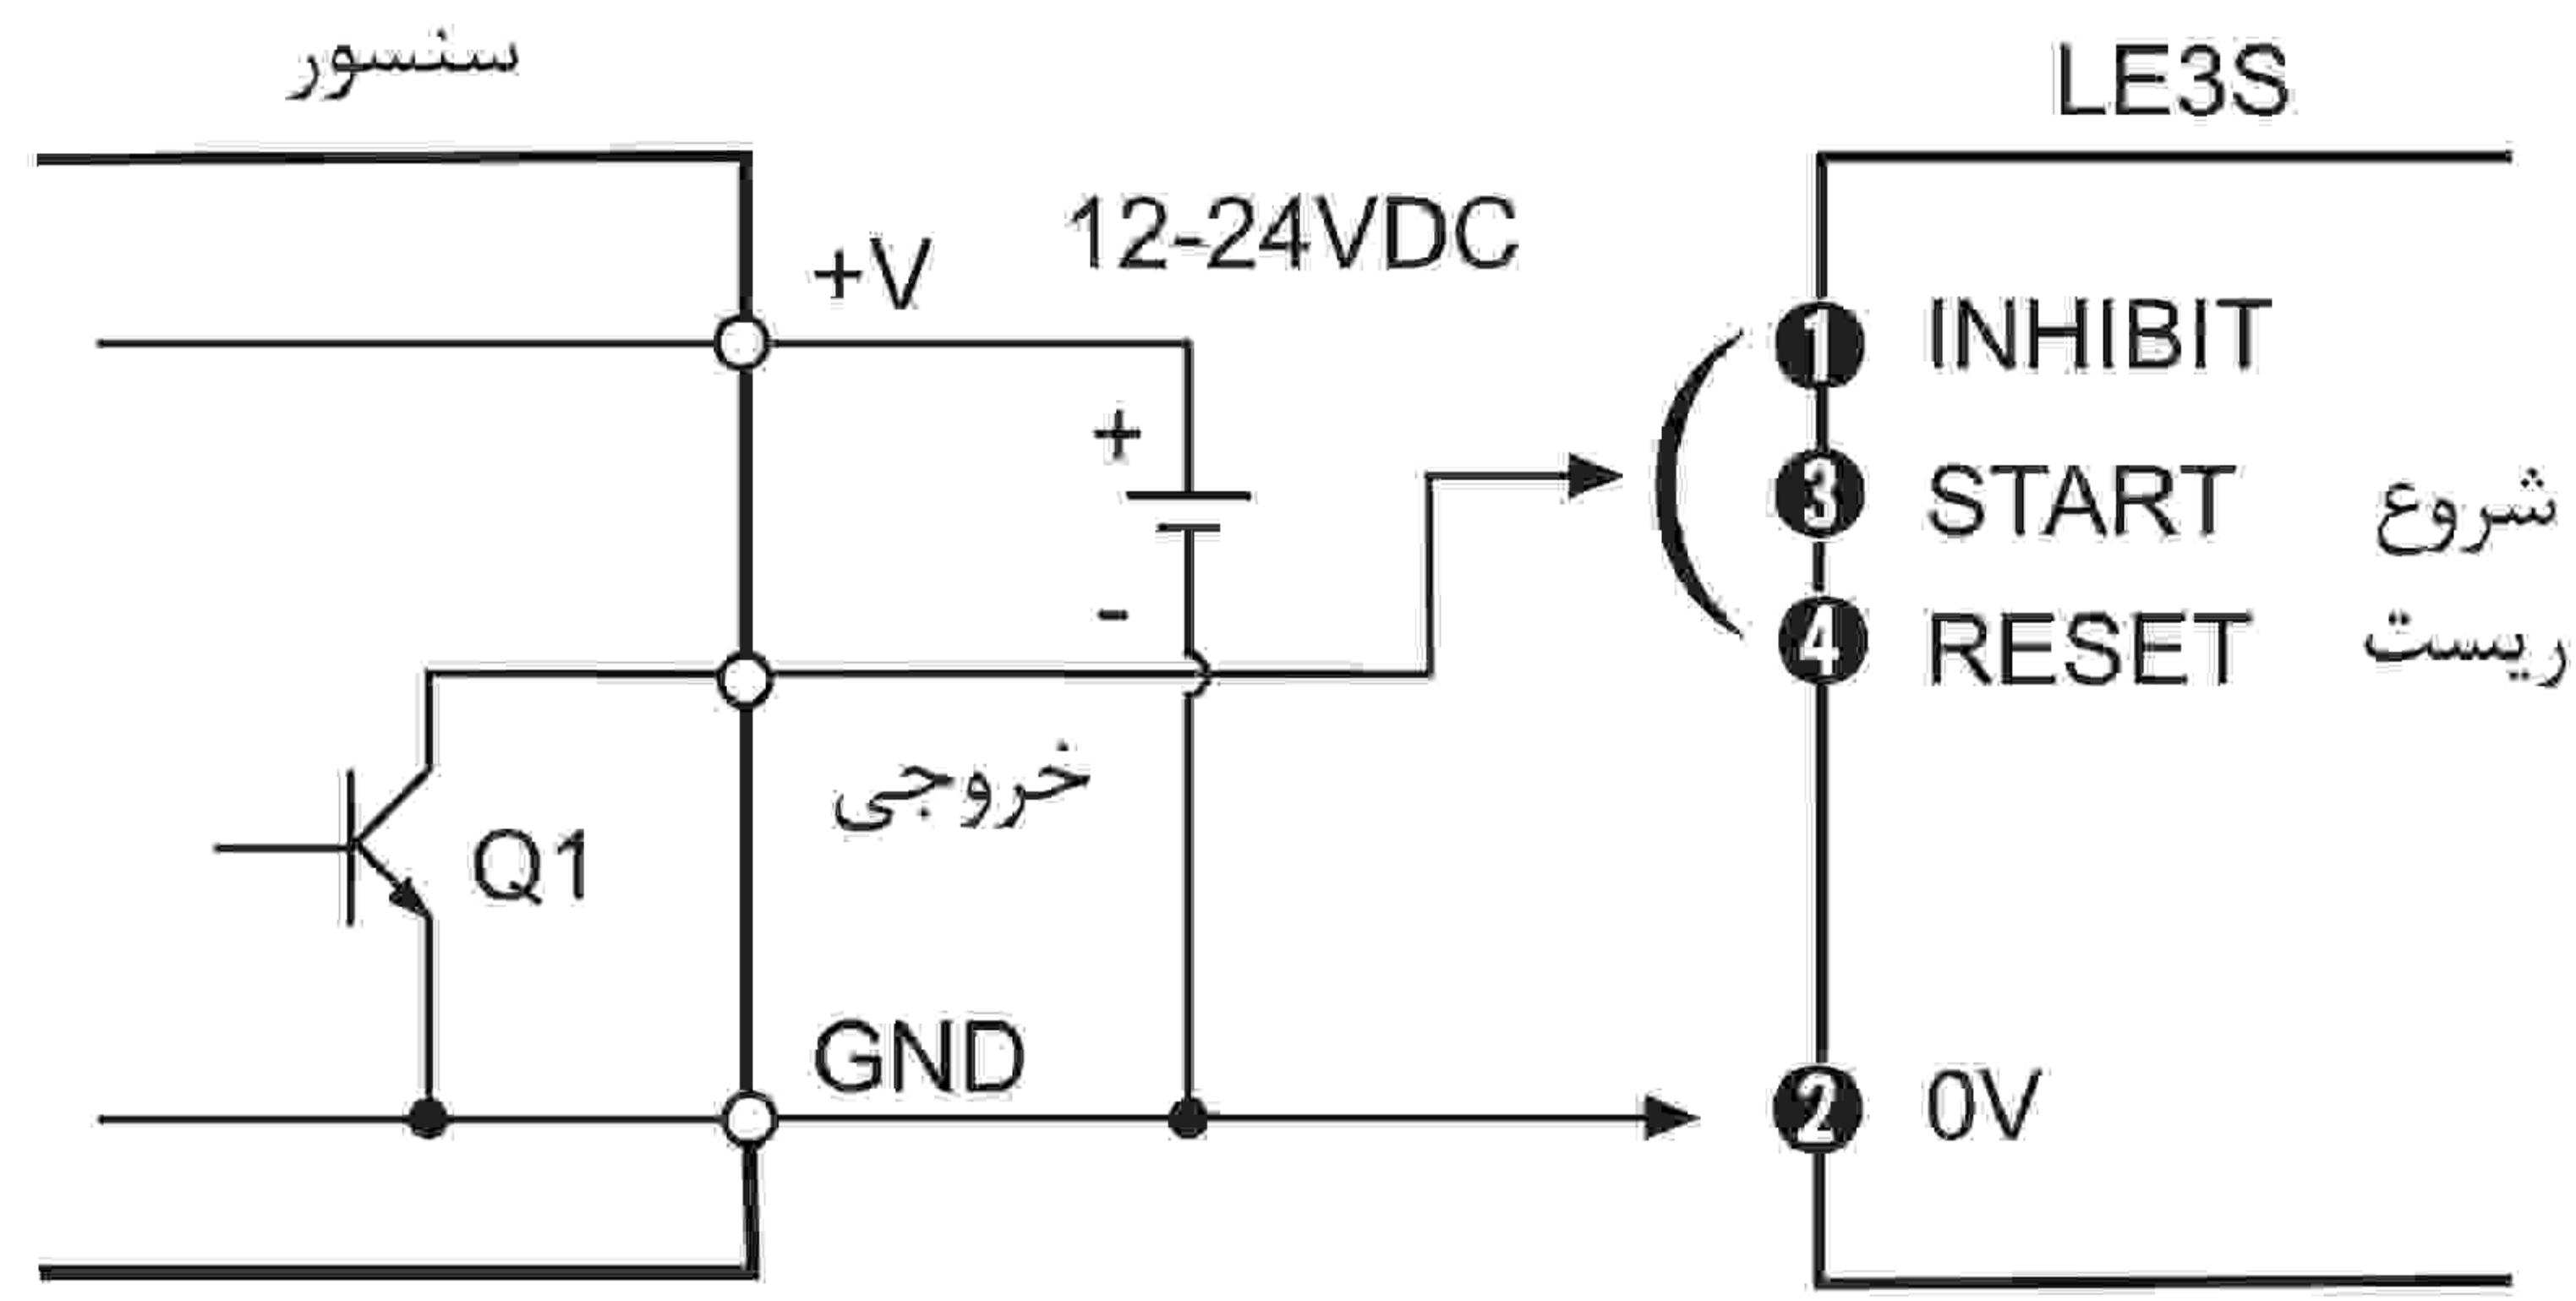 سنسور
LE3S
12-24VDC
+V
1 INHIBIT
+
3 START شروع
-
4 RESET ریست
خروجی
Q1
GND
2 0V